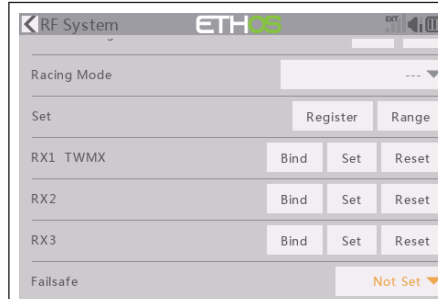 RF System ETHOS EXT
Racing Mode ---
Set Register Range
RX1 TWMX Bind Set Reset
RX2 Bind Set Reset
RX3 Bind Set Reset
Failsafe Not Set